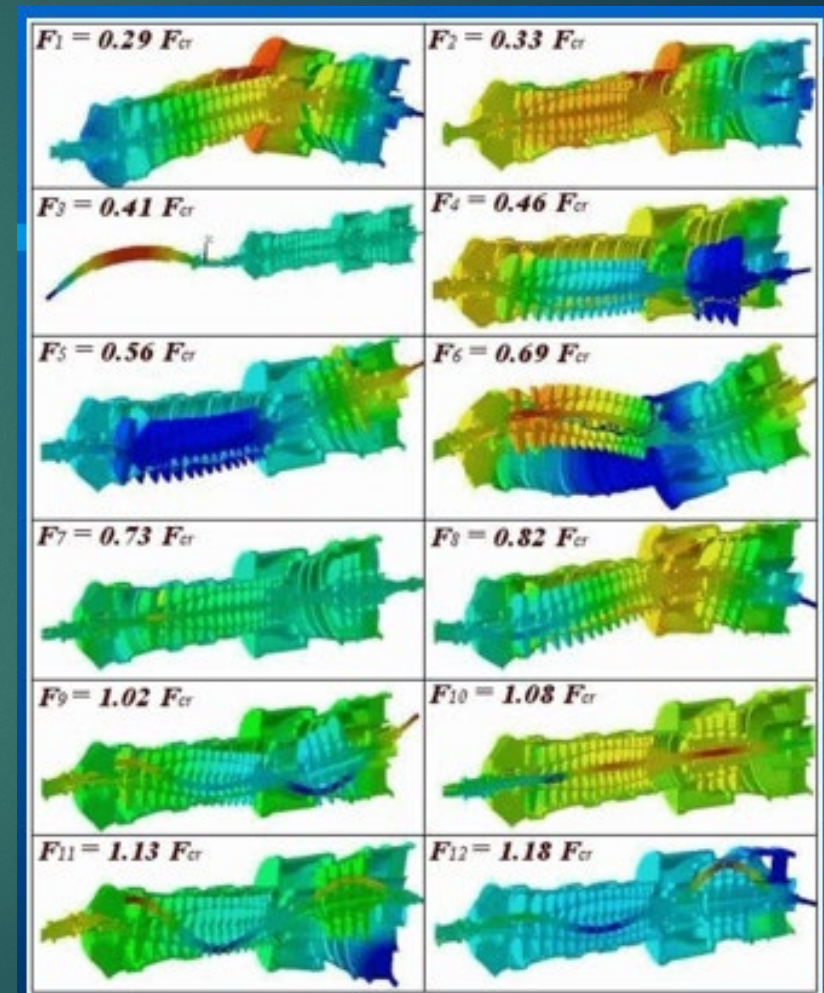 F1 = 0.29 Fcr
F2 = 0.33 Fcr
F3 = 0.41 Fcr
F4 = 0.46 Fcr
F5 = 0.56 Fcr
F6 = 0.69 Fcr
F7 = 0.73 Fcr
F8 = 0.82 Fcr
F9 = 1.02 Fcr
F10 = 1.08 Fcr
F11 = 1.13 Fcr
F12 = 1.18 Fcr